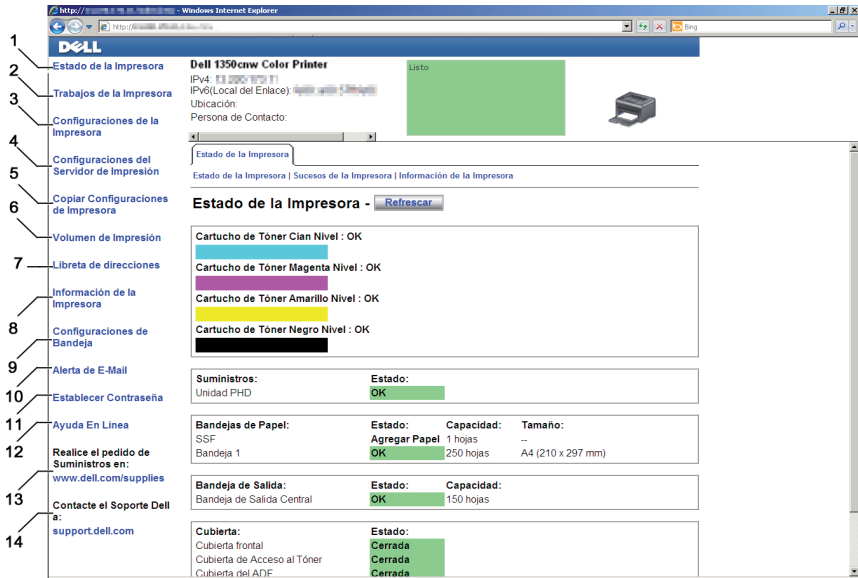 http:// - Windows Internet Explorer
http://
Bing
DELL
1
2
3
4
5
6
7
8
9
10
11
12
13
14
Estado de la Impresora
Trabajos de la Impresora
Configuraciones de la
Impresora
Configuraciones del
Servidor de Impresión
Copiar Configuraciones
de Impresora
Volumen de Impresión
Libreta de direcciones
Información de la
Impresora
Configuraciones de
Bandeja
Alerta de E-Mail
Establecer Contraseña
Ayuda En Linea
Realice el pedido de
Suministros en:
www.dell.com/supplies
Contacte el Soporte Dell
a:
support.dell.com
Dell 1350cnw Color Printer
IPv4:
IPv6(Local del Enlace):
Ubicación:
Persona de Contacto:
Listo
Estado de la Impresora
Estado de la Impresora | Sucesos de la Impresora | Información de la Impresora
Estado de la Impresora - Refrescar
Cartucho de Tóner Cian Nivel : OK
Cartucho de Tóner Magenta Nivel : OK
Cartucho de Tóner Amarillo Nivel : OK
Cartucho de Tóner Negro Nivel : OK
Suministros: Estado:
Unidad PHD OK
Bandejas de Papel: Estado: Capacidad: Tamaño:
SSF Agregar Papel 1 hojas --
Bandeja 1 OK 250 hojas A4 (210 x 297 mm)
Bandeja de Salida: Estado: Capacidad:
Bandeja de Salida Central OK 150 hojas
Cubierta: Estado:
Cubierta frontal Cerrada
Cubierta de Acceso al Tóner Cerrada
Cubierta del ADF Cerrada